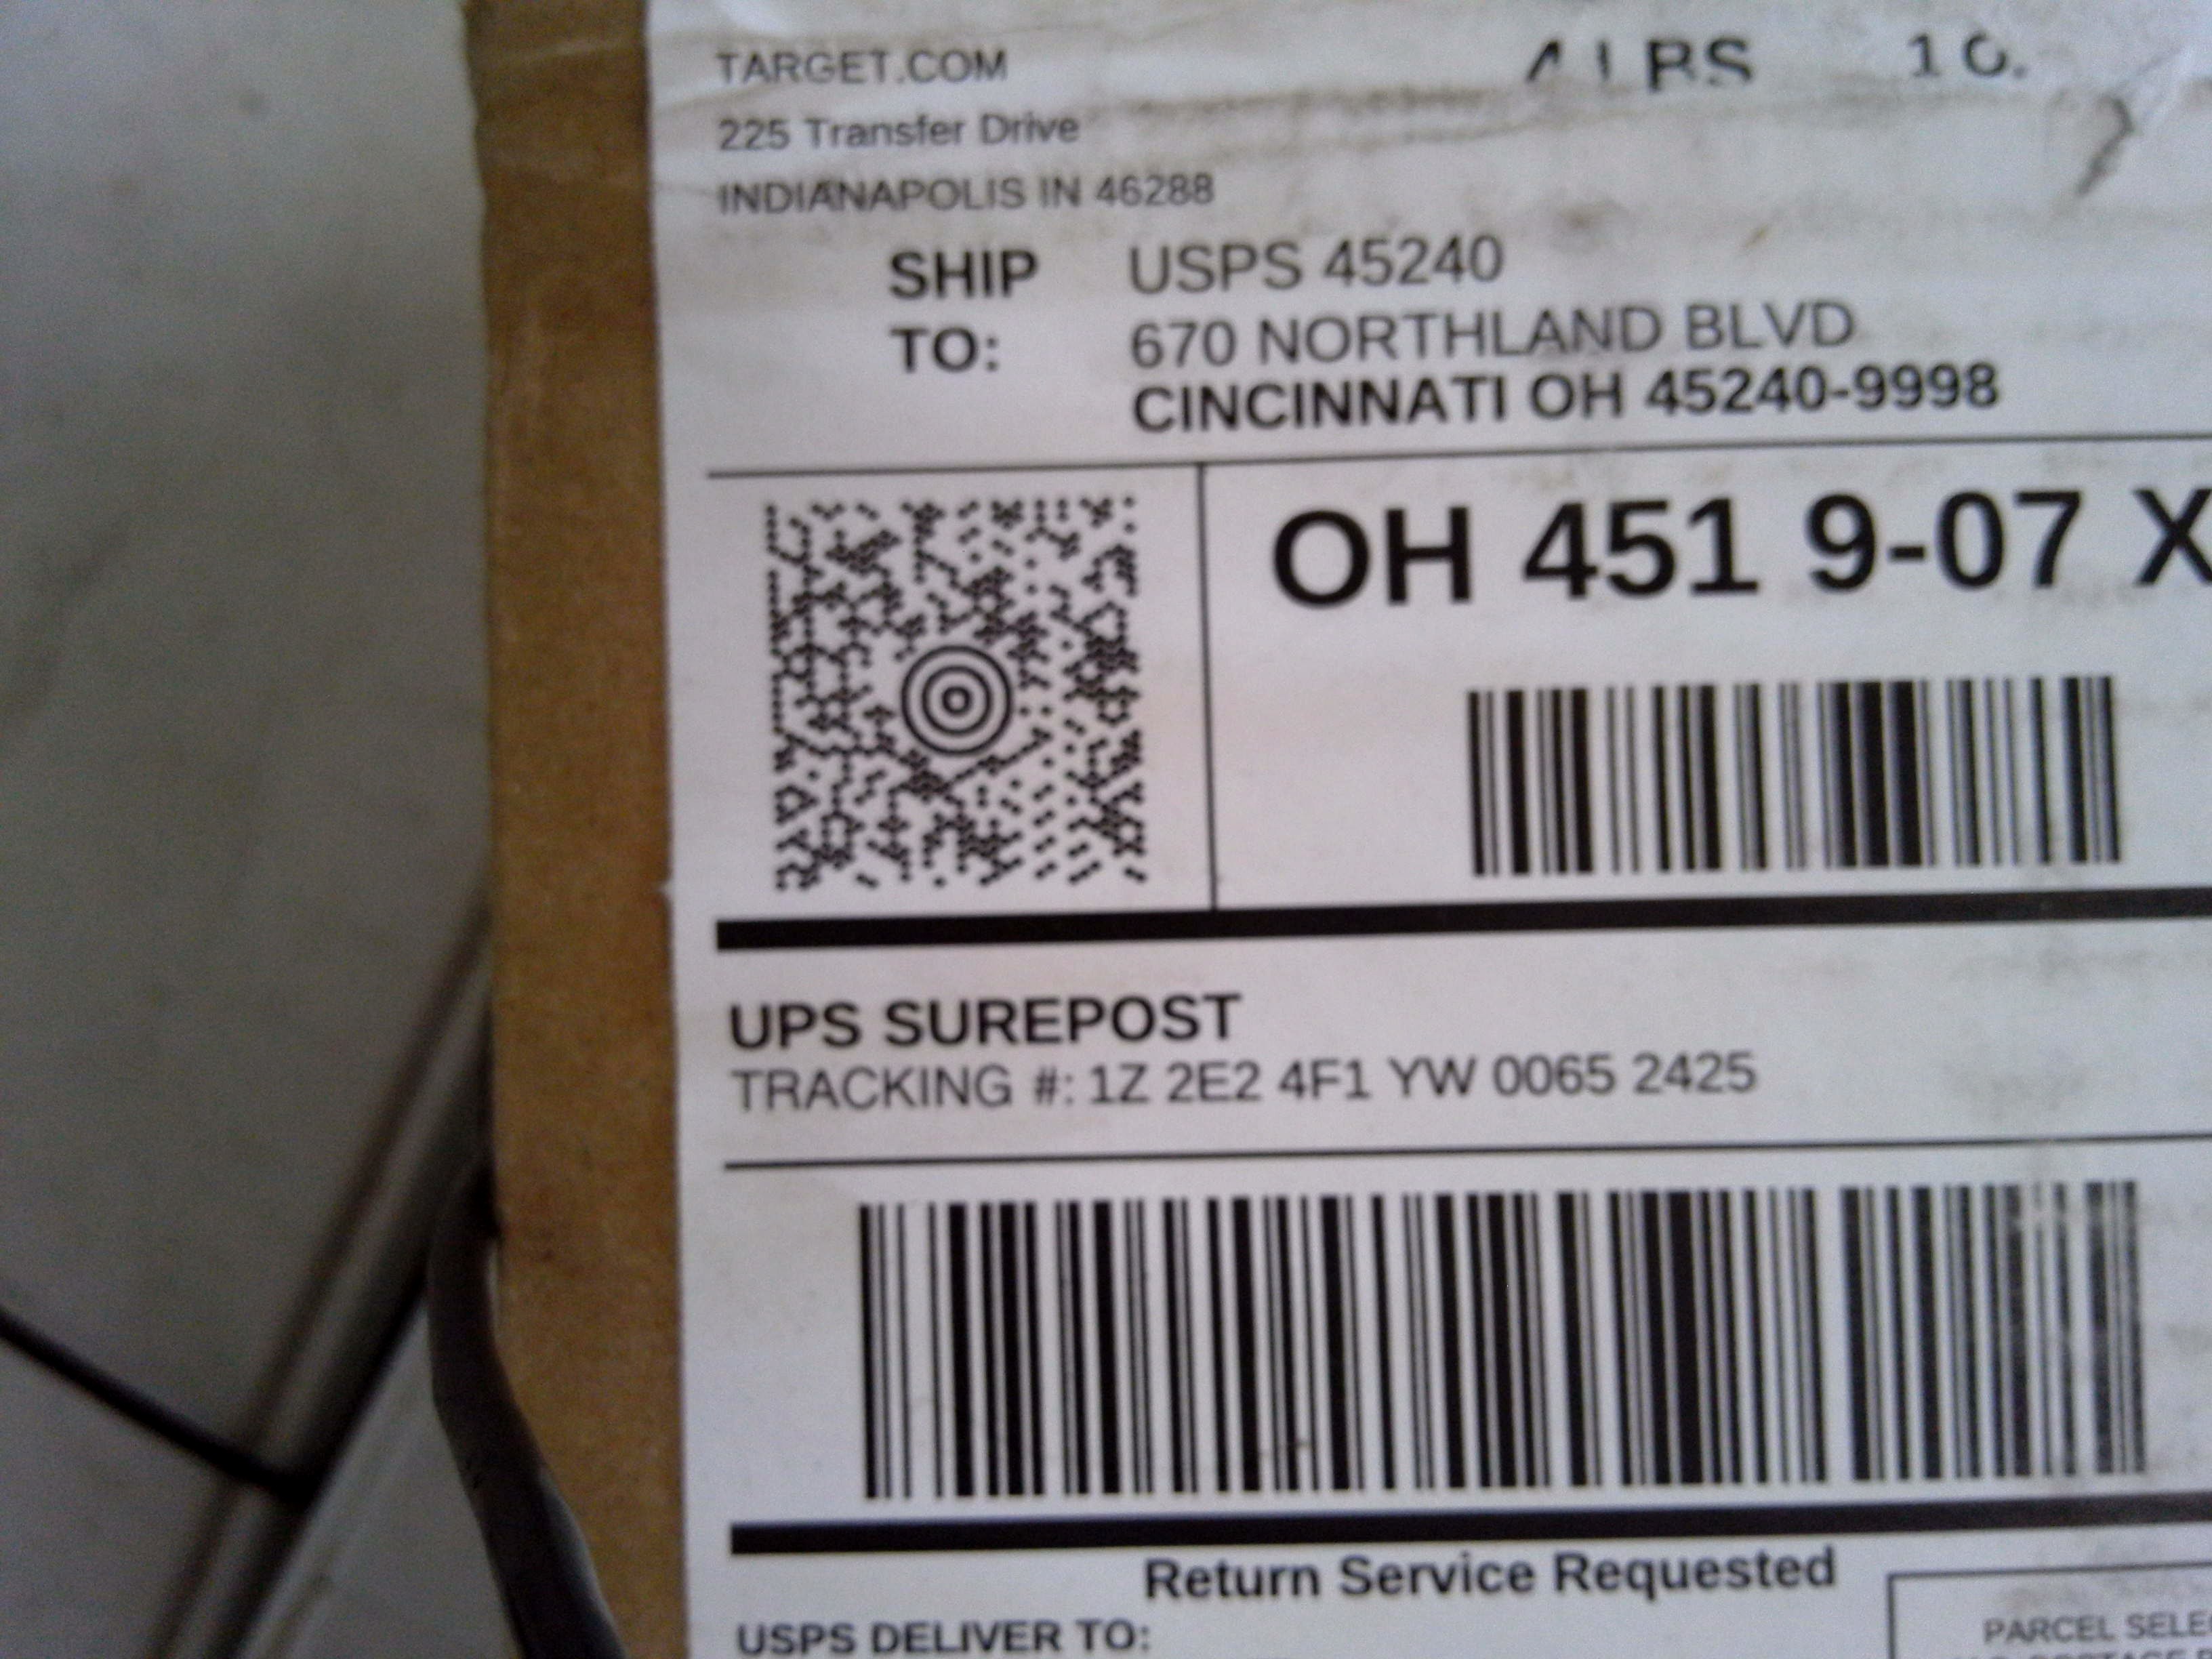 TARGET.COM
225 Transfer Drive
INDIANAPOLIS IN 46288
SHIP TO:
USPS 45240
670 NORTHLAND BLVD
CINCINNATI OH 45240-9998
OH 451 9-07 X
UPS SUREPOST
TRACKING #: 1Z 2E2 4F1 YW 0065 2425
Return Service Requested
USPS DELIVER TO:
PARCEL